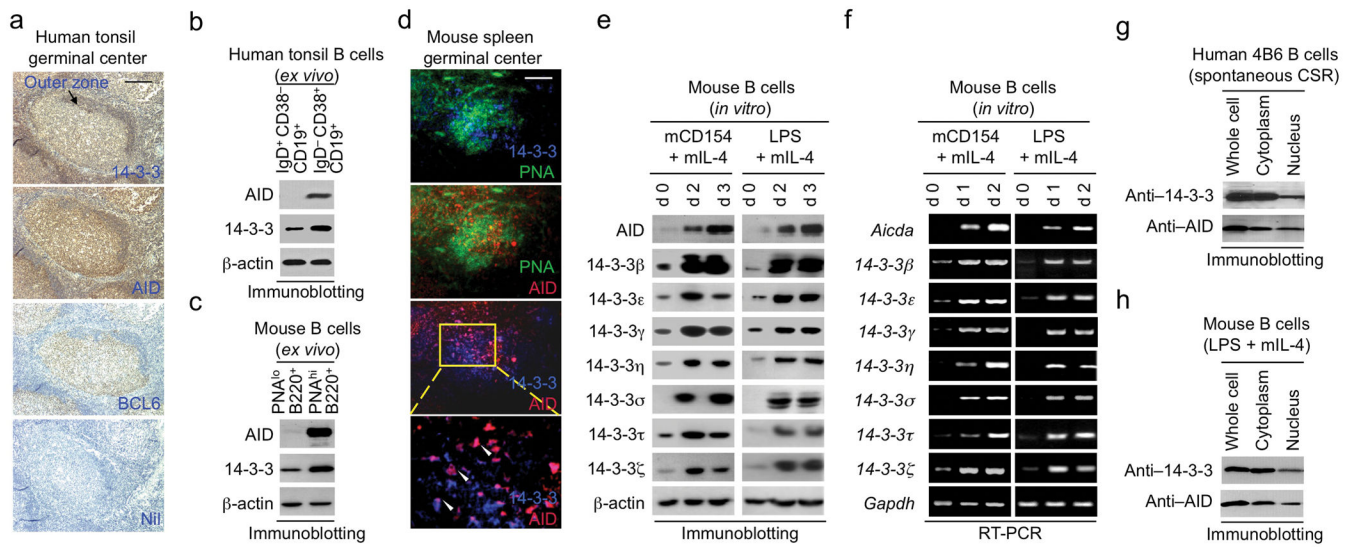 a
Human tonsil
germinal center
Outer zone
14-3-3
AID
BCL6
Nil
b
Human tonsil B cells
(ex vivo)
IgD⁺ CD38⁻
CD19⁺
IgD⁻ CD38⁺
CD19⁺
AID
14-3-3
β-actin
Immunoblotting
c
Mouse B cells
(ex vivo)
PNAˡᵒ
B220⁺
PNAʰⁱ
B220⁺
AID
14-3-3
β-actin
Immunoblotting
d
Mouse spleen
germinal center
14-3-3
PNA
PNA
AID
14-3-3
AID
14-3-3
AID
e
Mouse B cells
(in vitro)
mCD154 LPS
+ mIL-4 + mIL-4
d 0 d 2 d 3 d 0 d 2 d 3
AID
14-3-3β
14-3-3ε
14-3-3γ
14-3-3η
14-3-3σ
14-3-3τ
14-3-3ζ
β-actin
Immunoblotting
f
Mouse B cells
(in vitro)
mCD154 LPS
+ mIL-4 + mIL-4
d 0 d 1 d 2 d 0 d 1 d 2
Aicda
14-3-3β
14-3-3ε
14-3-3γ
14-3-3η
14-3-3σ
14-3-3τ
14-3-3ζ
Gapdh
RT-PCR
g
Human 4B6 B cells
(spontaneous CSR)
Whole cell
Cytoplasm
Nucleus
Anti–14-3-3
Anti–AID
Immunoblotting
h
Mouse B cells
(LPS + mIL-4)
Whole cell
Cytoplasm
Nucleus
Anti–14-3-3
Anti–AID
Immunoblotting